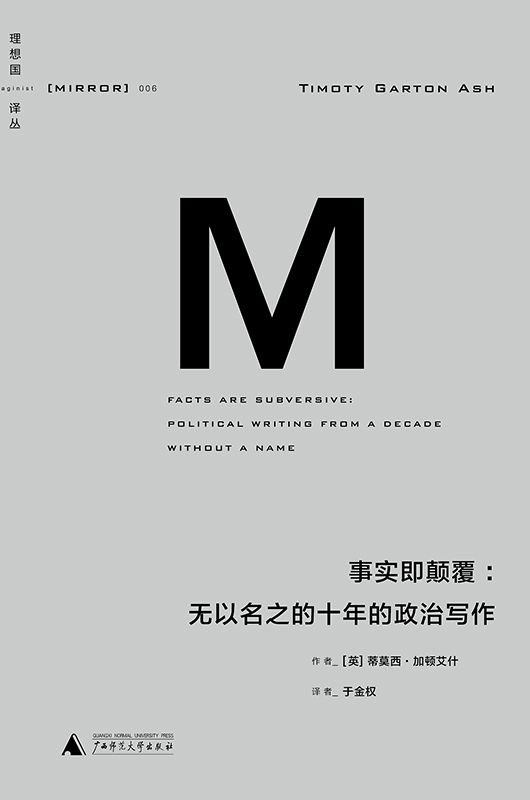 理想国
aginist
译丛
[MIRROR] 006
TIMOTY GARTON ASH
M
FACTS ARE SUBVERSIVE:
POLITICAL WRITING FROM A DECADE
WITHOUT A NAME
事实即颠覆：
无以名之的十年的政治写作
作者_ [英] 蒂莫西·加顿艾什
译者_ 于金权
GUANGXI NORMAL UNIVERSITY PRESS
广西师范大学出版社